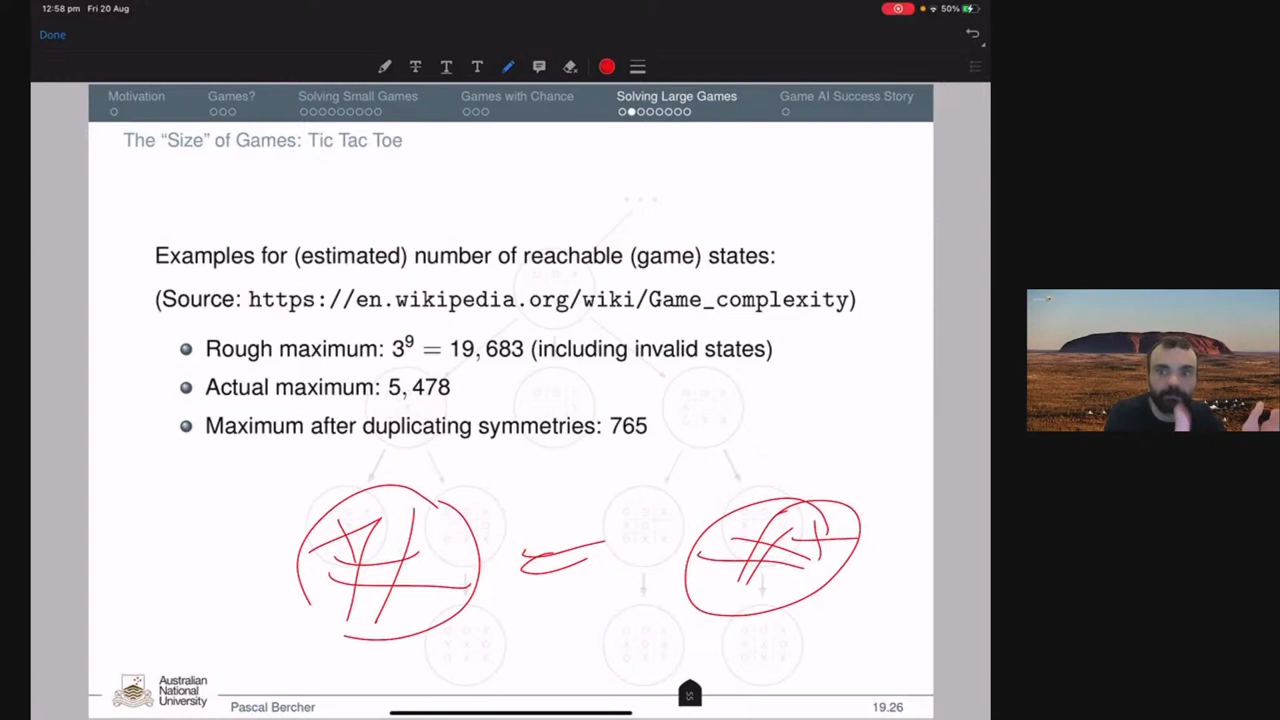 12:58 pm Fri 20 Aug
50%
Done
T T T
Motivation Games? Solving Small Games Games with Chance Solving Large Games Game AI Success Story
The “Size” of Games: Tic Tac Toe
Examples for (estimated) number of reachable (game) states:
(Source: https://en.wikipedia.org/wiki/Game_complexity)
Rough maximum: 3⁹ = 19, 683 (including invalid states)
Actual maximum: 5, 478
Maximum after duplicating symmetries: 765
Australian
National
University
Pascal Bercher
55
19.26